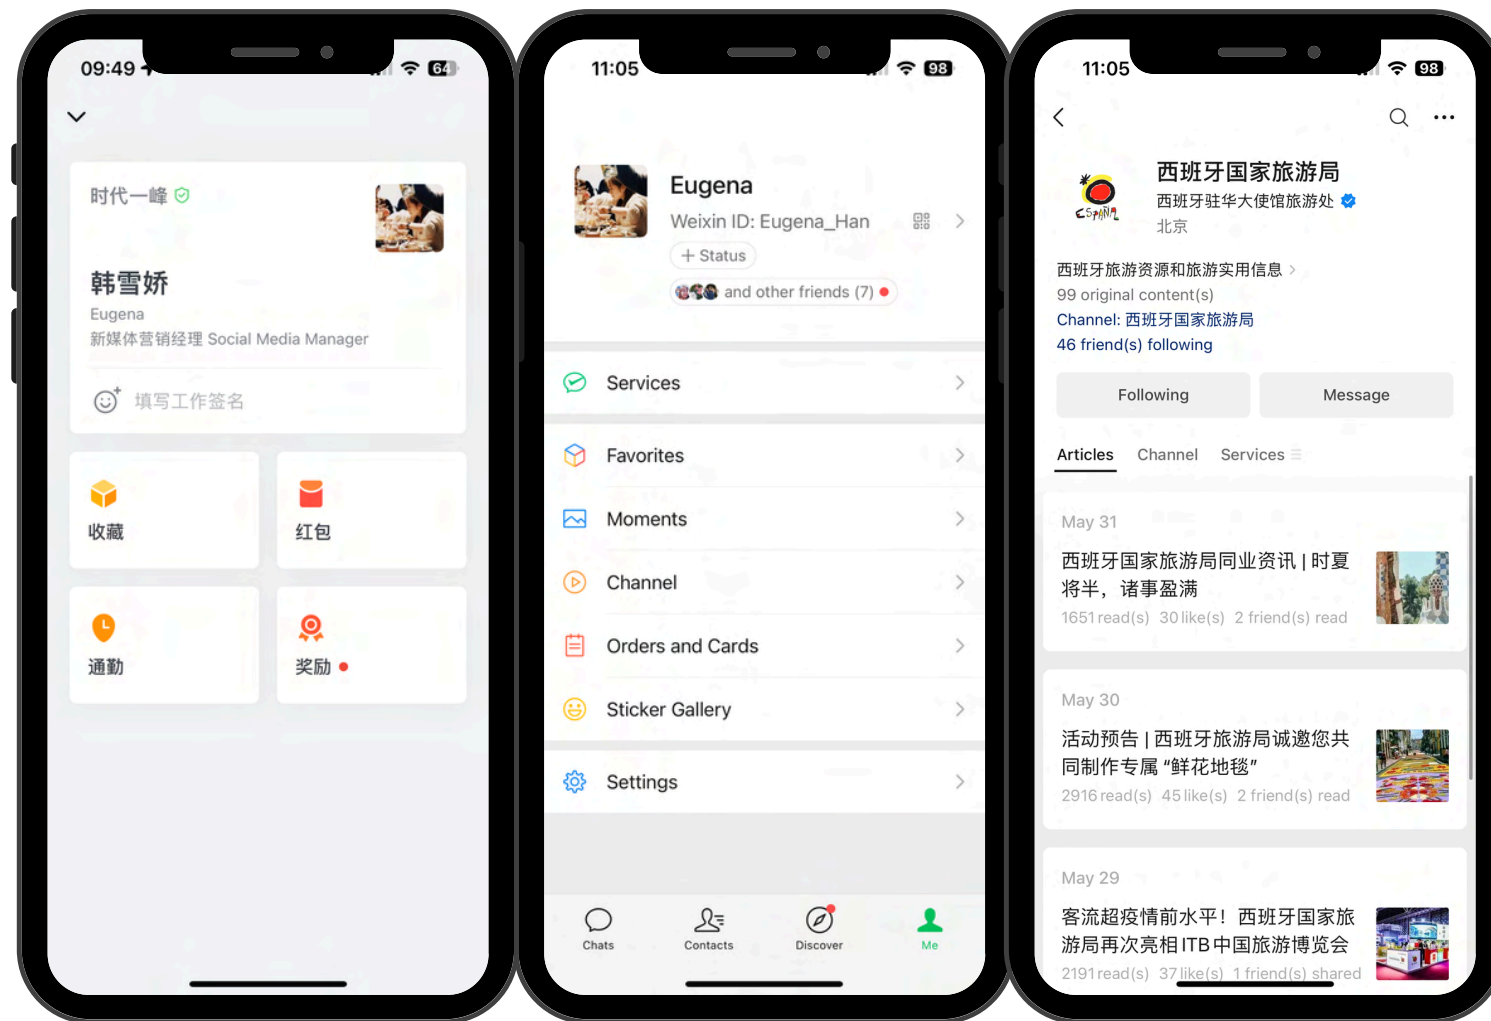 09:49
64
时代一峰
韩雪娇
Eugena
新媒体营销经理 Social Media Manager
填写工作签名
收藏
红包
通勤
奖励
11:05
98
Eugena
Weixin ID: Eugena_Han
+ Status
and other friends (7)
Services
Favorites
Moments
Channel
Orders and Cards
Sticker Gallery
Settings
Chats
Contacts
Discover
Me
11:05
98
ESPAÑA
西班牙国家旅游局
西班牙驻华大使馆旅游处
北京
西班牙旅游资源和旅游实用信息
99 original content(s)
Channel: 西班牙国家旅游局
46 friend(s) following
Following
Message
Articles
Channel
Services
May 31
西班牙国家旅游局同业资讯 | 时夏
将半，诸事盈满
1651 read(s) 30 like(s) 2 friend(s) read
May 30
活动预告 | 西班牙旅游局诚邀您共
同制作专属 “鲜花地毯”
2916 read(s) 45 like(s) 2 friend(s) read
May 29
客流超疫情前水平！西班牙国家旅
游局再次亮相 ITB 中国旅游博览会
2191 read(s) 37 like(s) 1 friend(s) shared